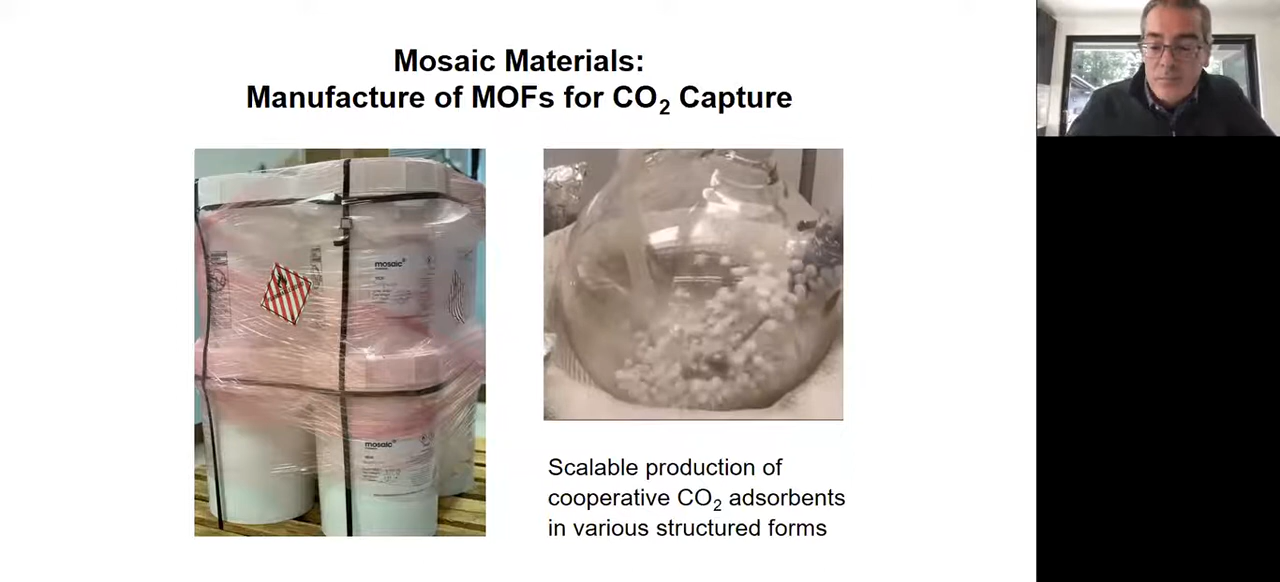 Mosaic Materials:
Manufacture of MOFs for CO₂ Capture
mosaic
mosaic
Scalable production of
cooperative CO₂ adsorbents
in various structured forms